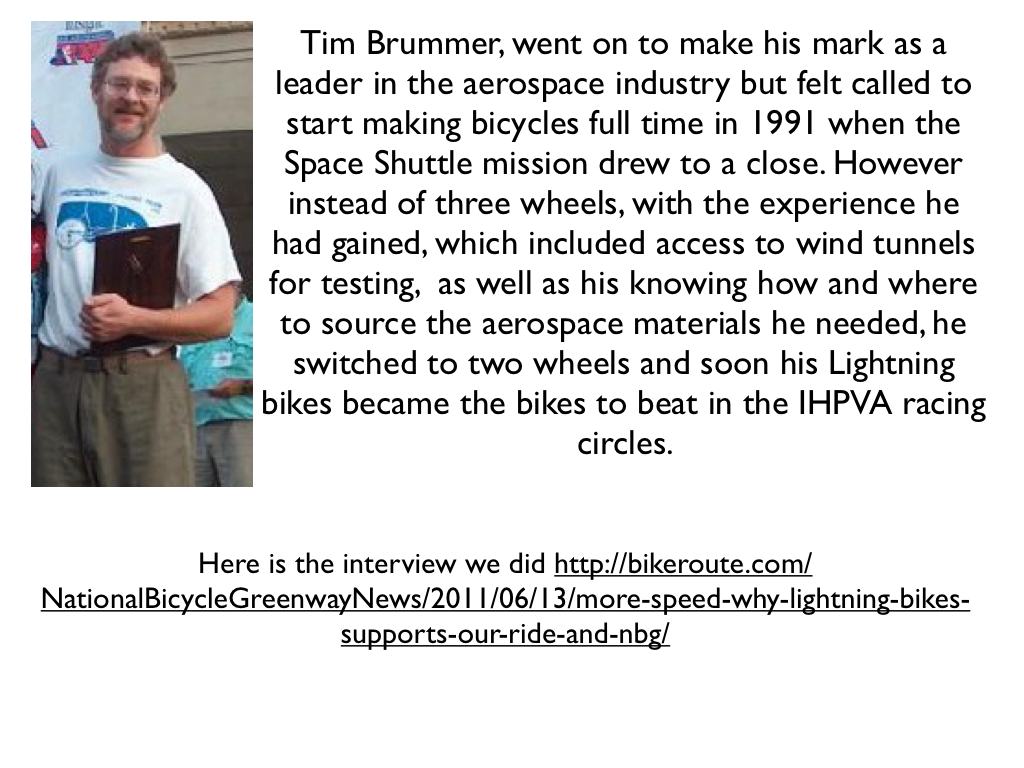 Tim Brummer, went on to make his mark as a
leader in the aerospace industry but felt called to
start making bicycles full time in 1991 when the
Space Shuttle mission drew to a close. However
instead of three wheels, with the experience he
had gained, which included access to wind tunnels
for testing,  as well as his knowing how and where
to source the aerospace materials he needed, he
switched to two wheels and soon his Lightning
bikes became the bikes to beat in the IHPVA racing
circles.
Here is the interview we did http://bikeroute.com/
NationalBicycleGreenwayNews/2011/06/13/more-speed-why-lightning-bikes-
supports-our-ride-and-nbg/